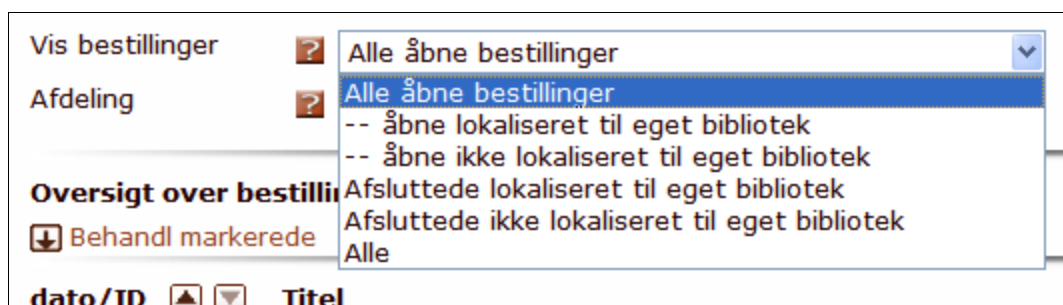 Vis bestillinger ? Alle åbne bestillinger
Alle åbne bestillinger
Afdeling ?
-- åbne lokaliseret til eget bibliotek
-- åbne ikke lokaliseret til eget bibliotek
Afsluttede lokaliseret til eget bibliotek
Afsluttede ikke lokaliseret til eget bibliotek
Alle
Oversigt over
Behandl markerede
dato/ID Titel